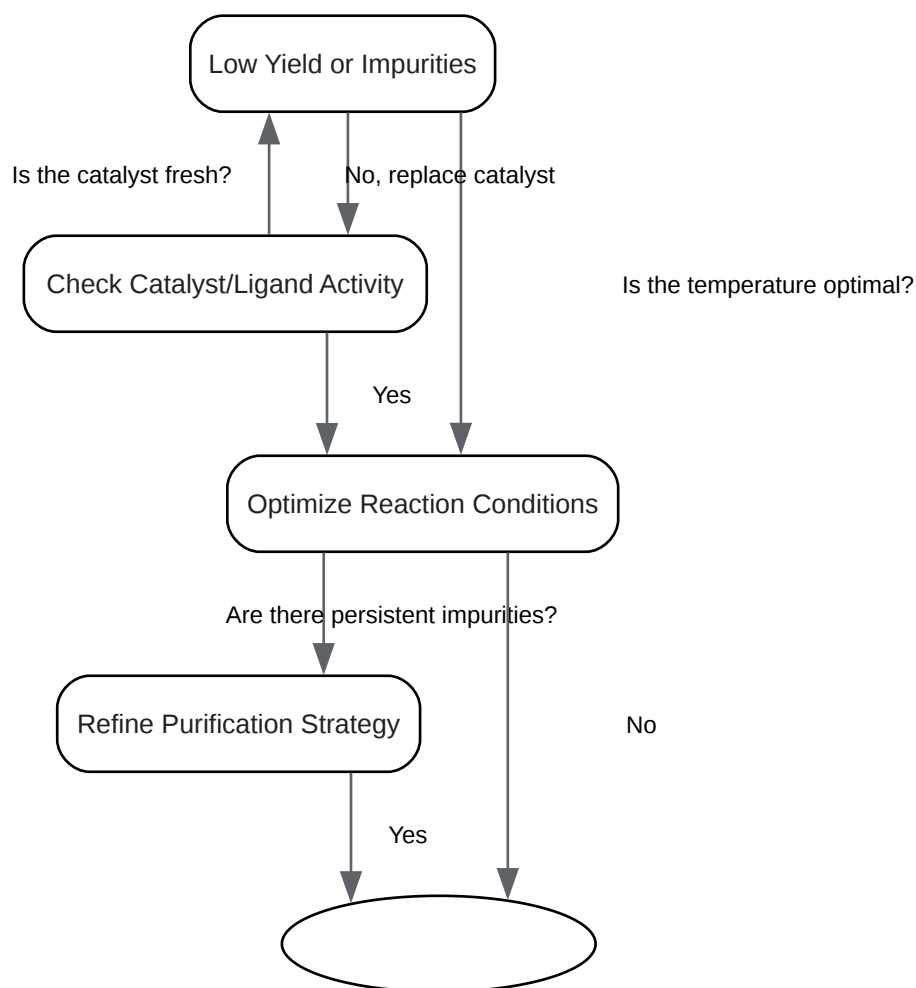 Low Yield or Impurities
Is the catalyst fresh?
No, replace catalyst
Check Catalyst/Ligand Activity
Is the temperature optimal?
Yes
Optimize Reaction Conditions
Are there persistent impurities?
Refine Purification Strategy
No
Yes